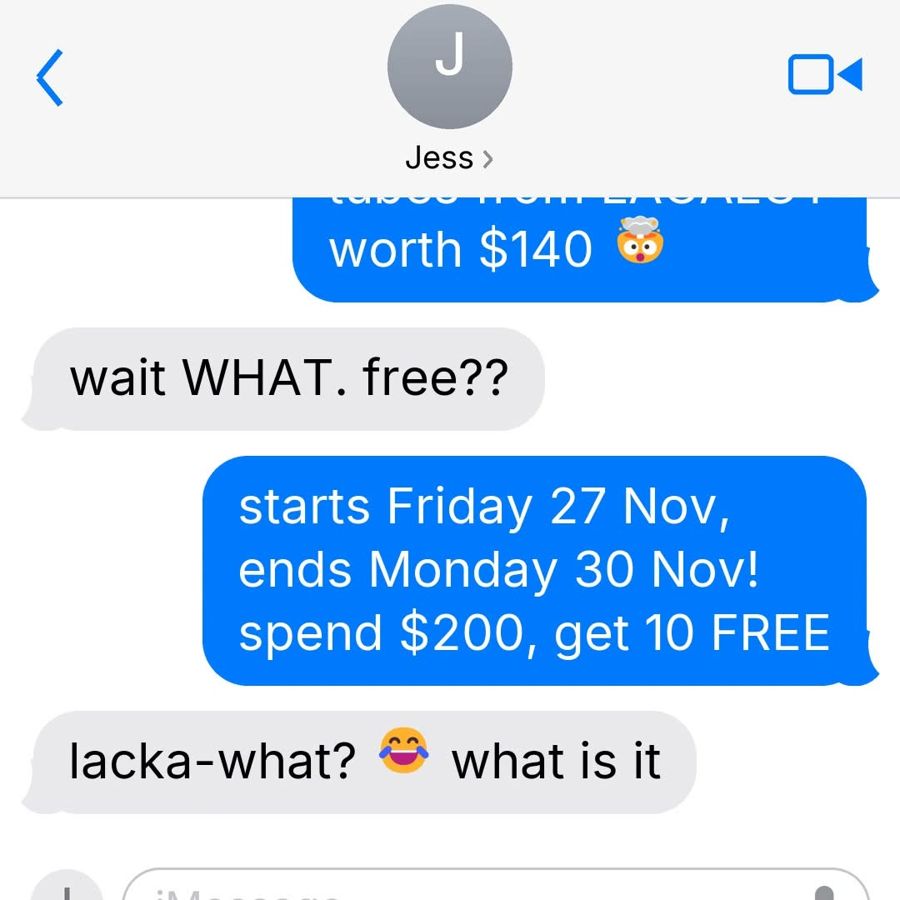 J
Jess
worth $140 🤯
wait WHAT. free??
starts Friday 27 Nov,
ends Monday 30 Nov!
spend $200, get 10 FREE
lacka-what? 😂 what is it
iMessage